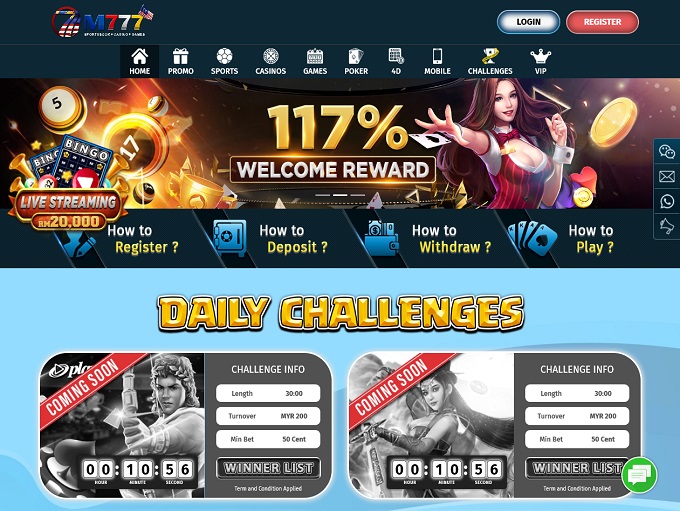 M777
SPORTSBOOK • CASINO • GAMES
LOGIN
REGISTER
HOME
PROMO
SPORTS
CASINOS
GAMES
POKER
4D
MOBILE
CHALLENGES
VIP
117%
WELCOME REWARD
5
17
BINGO
BINGO
LIVE STREAMING
RM20,000
How to
Register ?
How to
Deposit ?
How to
Withdraw ?
How to
Play ?
DAILY CHALLENGES
COMING SOON
CHALLENGE INFO
Length 30:00
Turnover MYR 200
Min Bet 50 Cent
00:10:56
HOUR MINUTE SECOND
WINNER LIST
Term and Condition Applied
COMING SOON
CHALLENGE INFO
Length 30:00
Turnover MYR 200
Min Bet 50 Cent
00:10:56
HOUR MINUTE SECOND
WINNER LIST
Term and Condition Applied